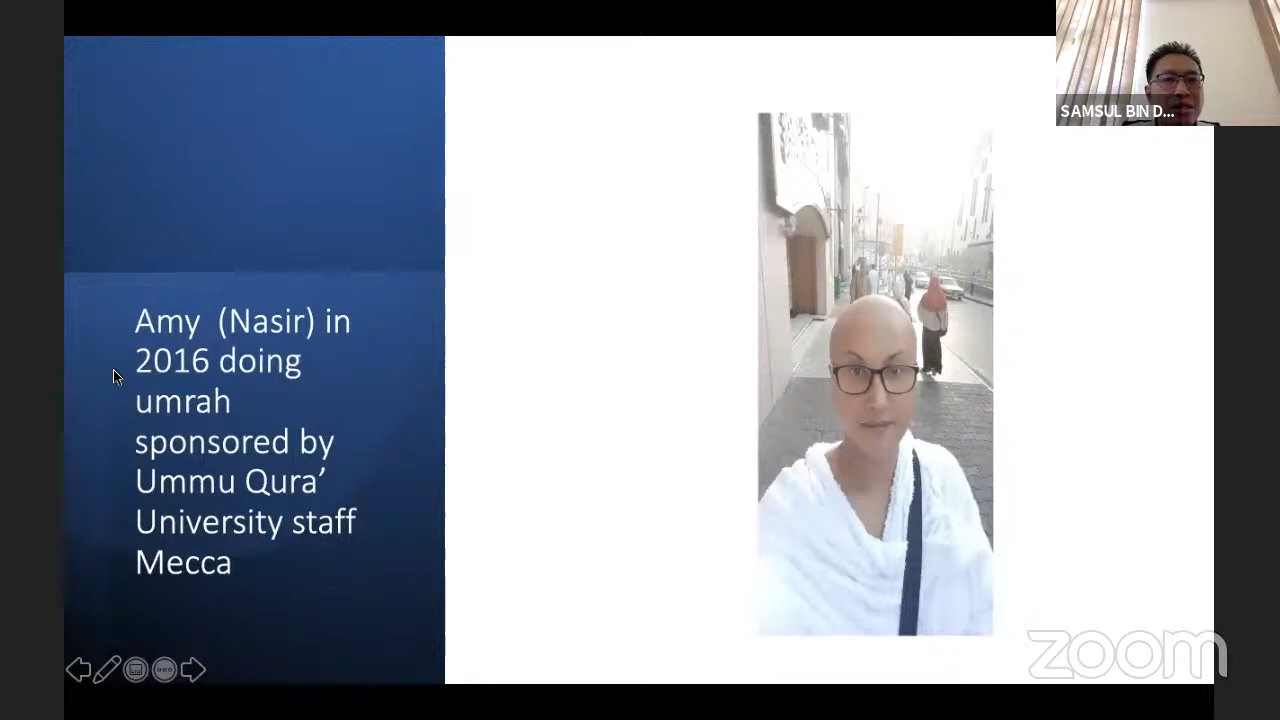 SAMSUL BIN D...
Amy (Nasir) in
2016 doing
umrah
sponsored by
Ummu Qura’
University staff
Mecca
zoom